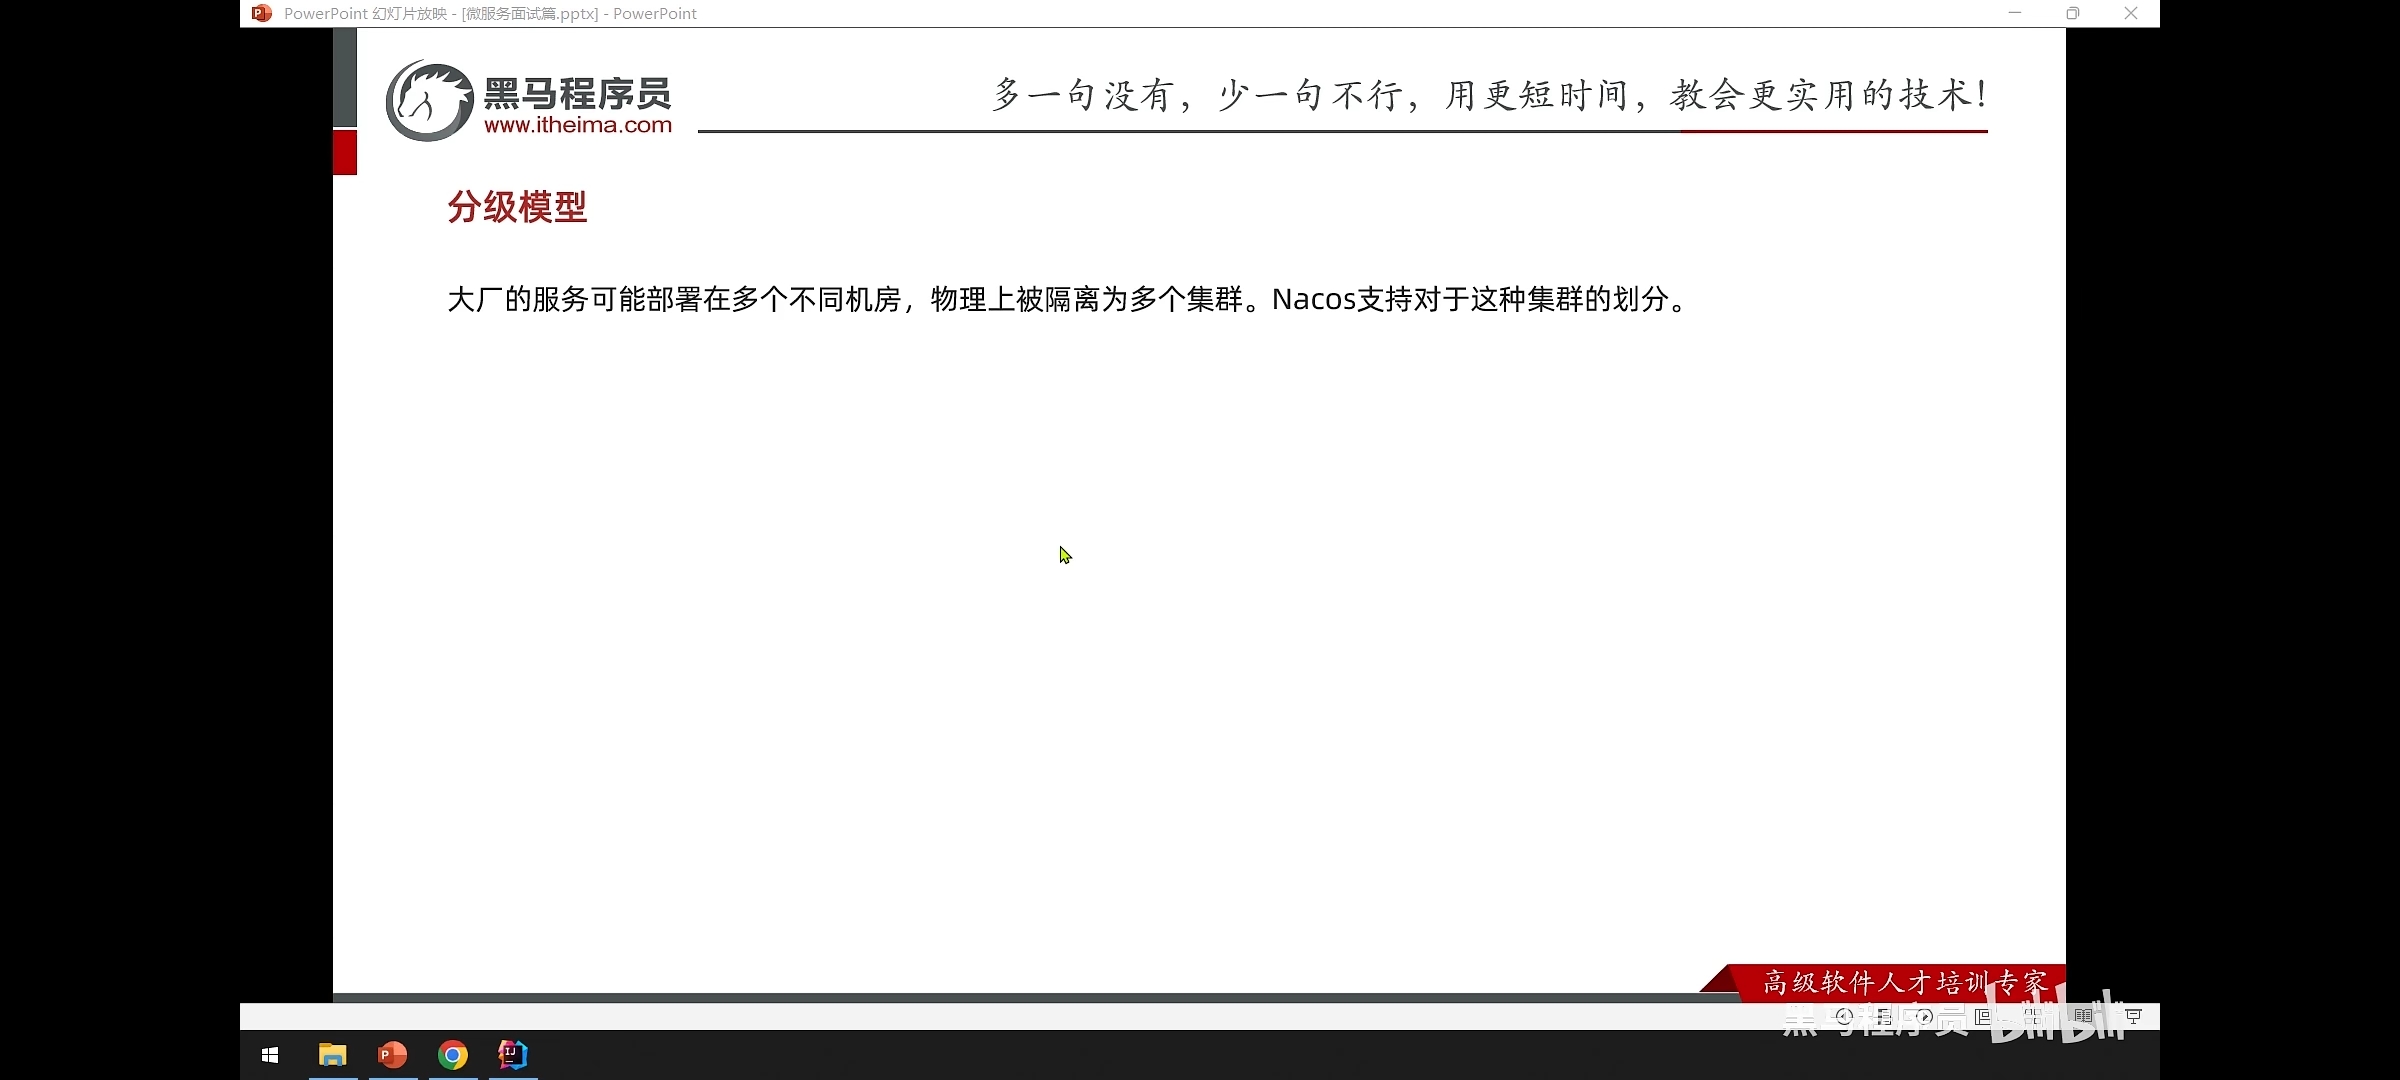 PowerPoint 幻灯片放映 - [微服务面试篇.pptx] - PowerPoint
黑马程序员
www.itheima.com
多一句没有，少一句不行，用更短时间，教会更实用的技术！
分级模型
大厂的服务可能部署在多个不同机房，物理上被隔离为多个集群。Nacos支持对于这种集群的划分。
高级软件人才培训专家
黑马程序员 bilibili